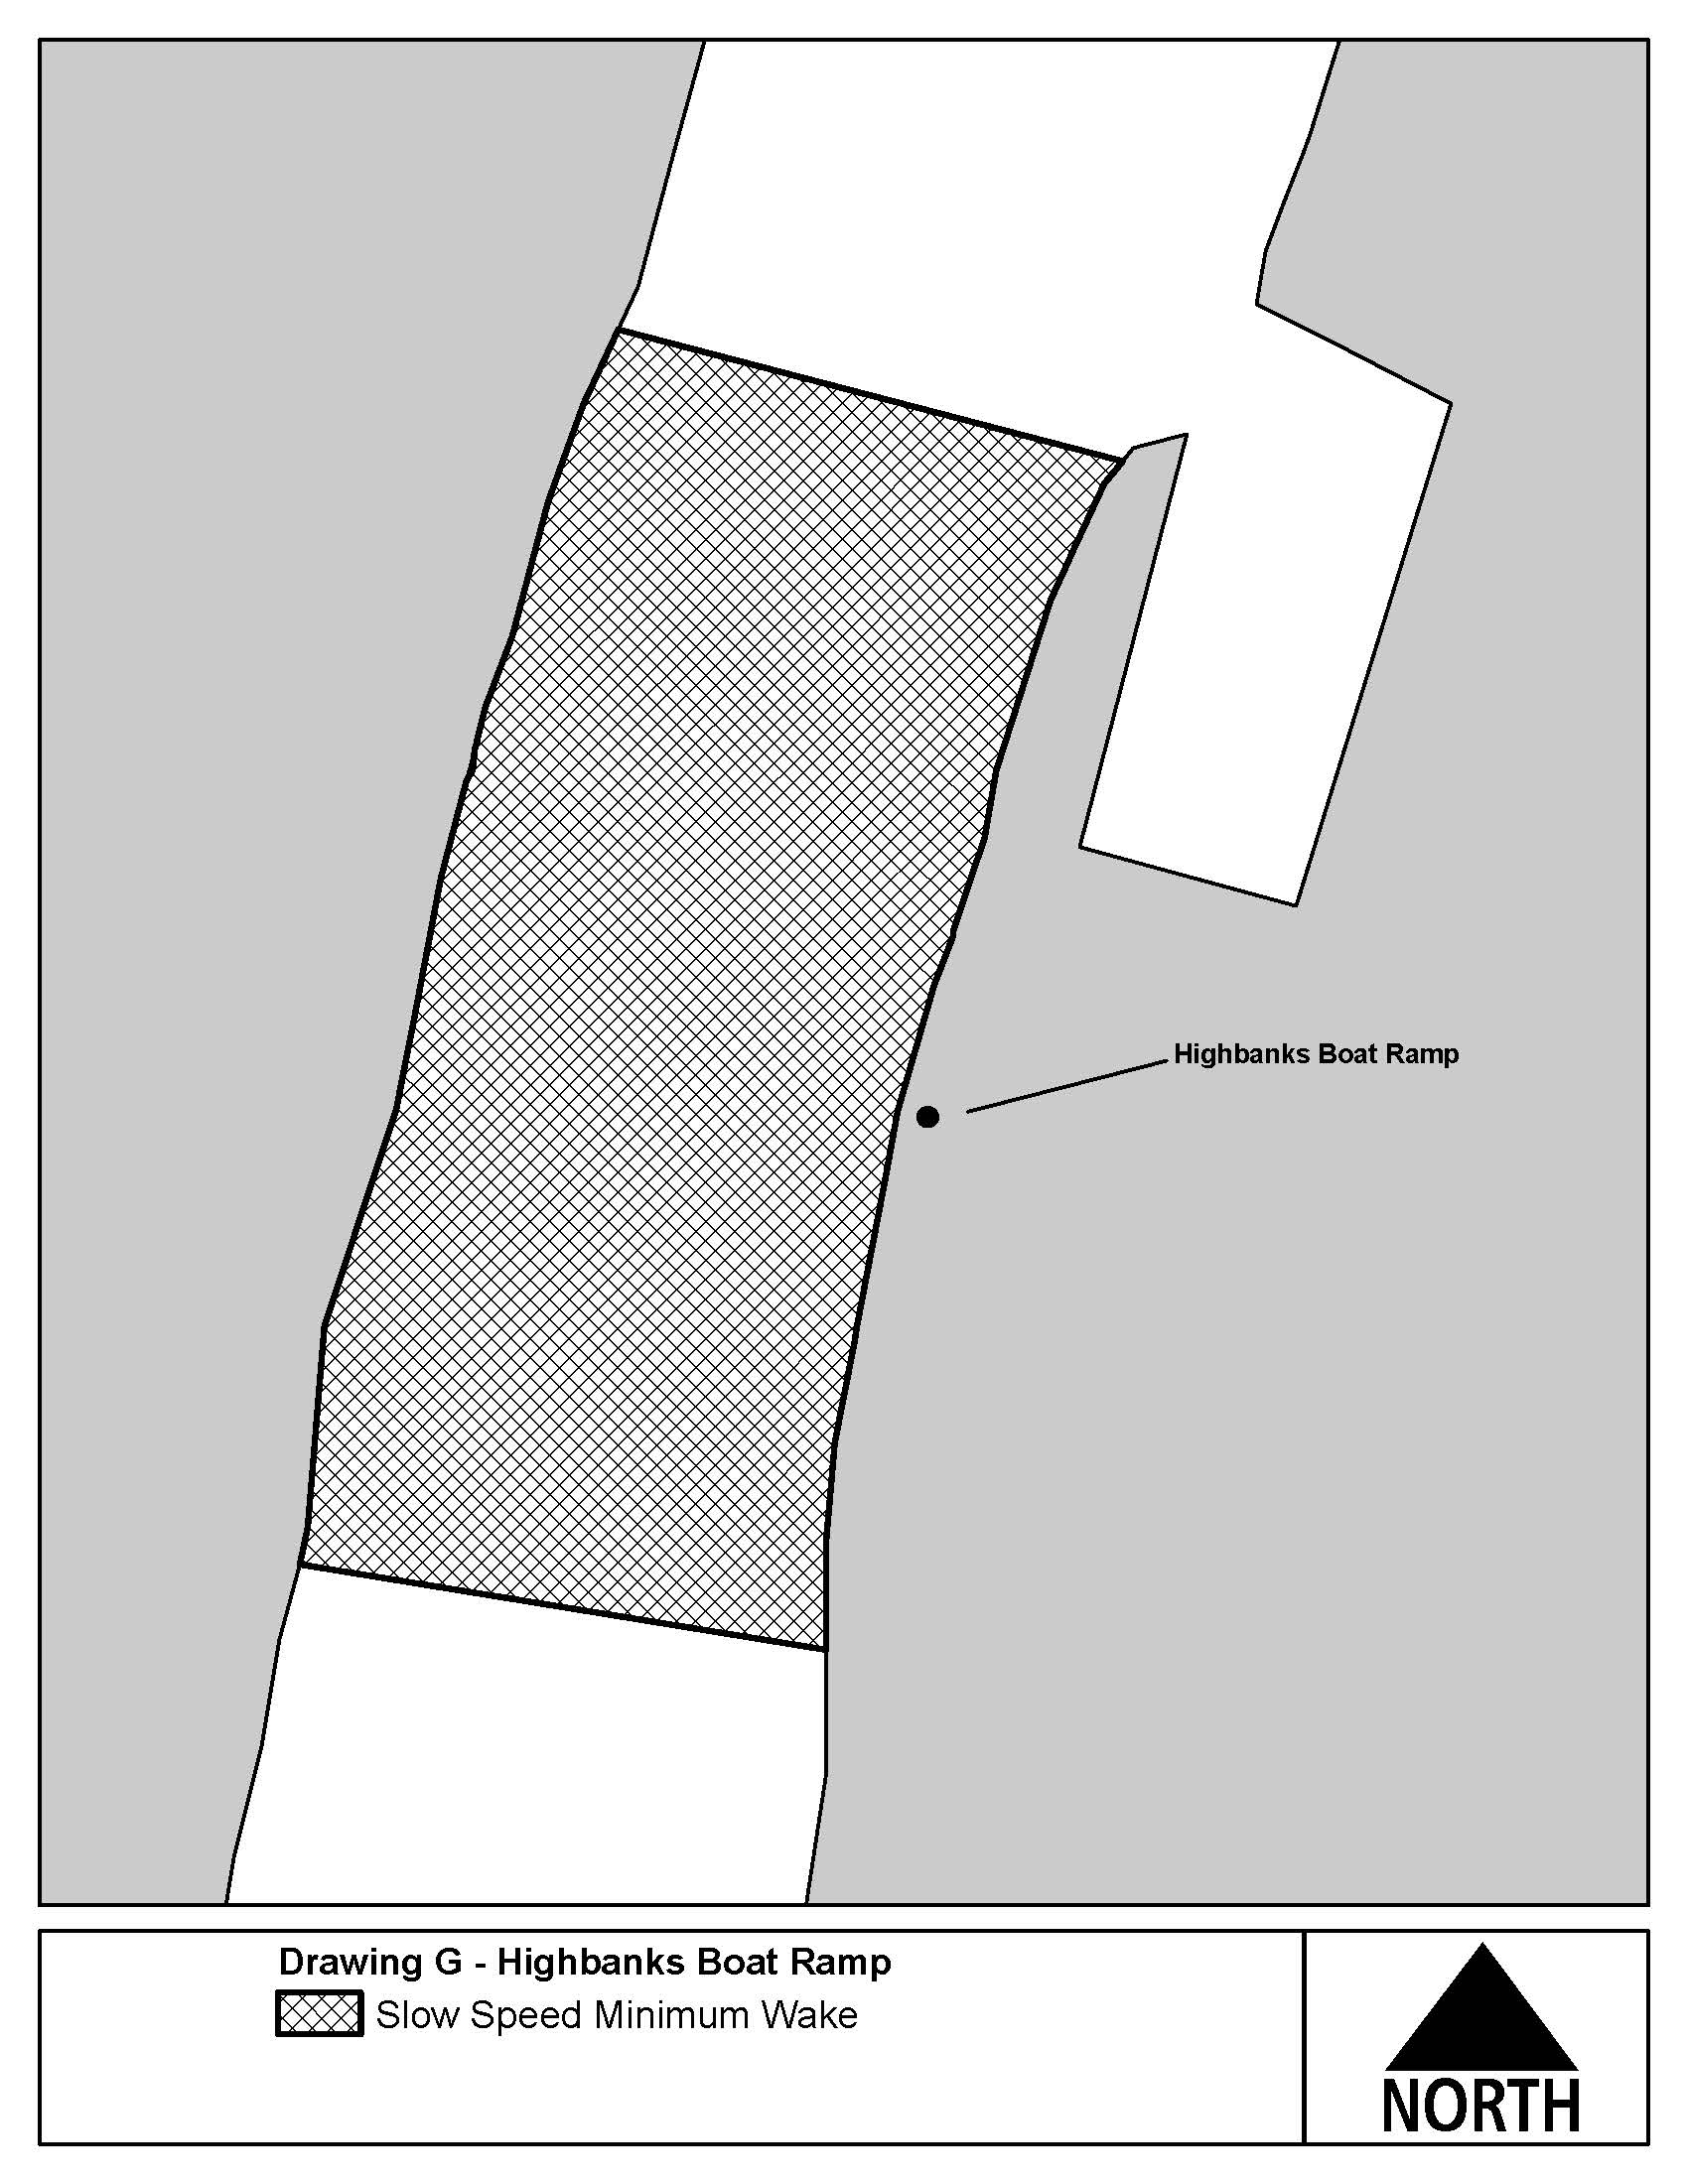 Highbanks Boat Ramp
Drawing G - Highbanks Boat Ramp
Slow Speed Minimum Wake
NORTH